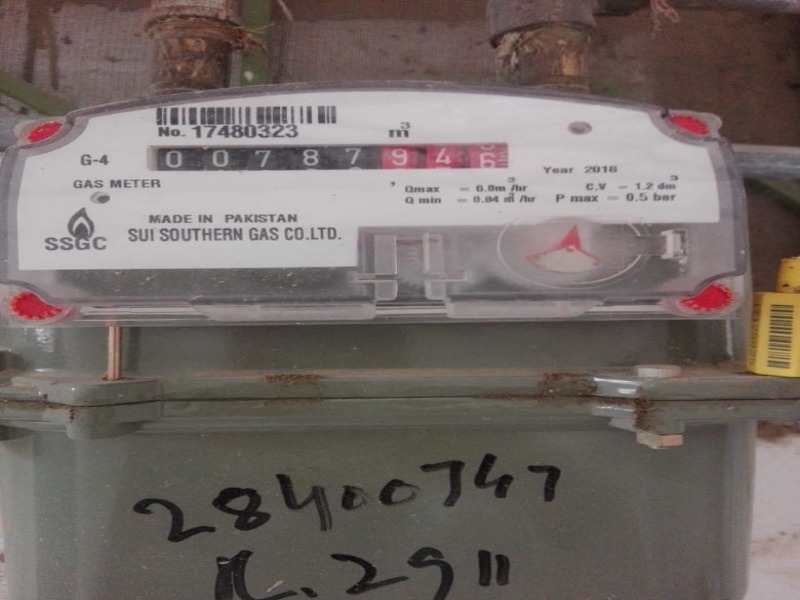 No. 17480323
m³
G-4
0 0 7 8 7 9 4 6
GAS METER
Year 2016
Qmax = 6.0m³/hr
C.V = 1.2 dm³
Q min = 0.04 m³/hr
P max = 0.5 bar
SSGC
MADE IN PAKISTAN
SUI SOUTHERN GAS CO.LTD.
28400747
R.2911